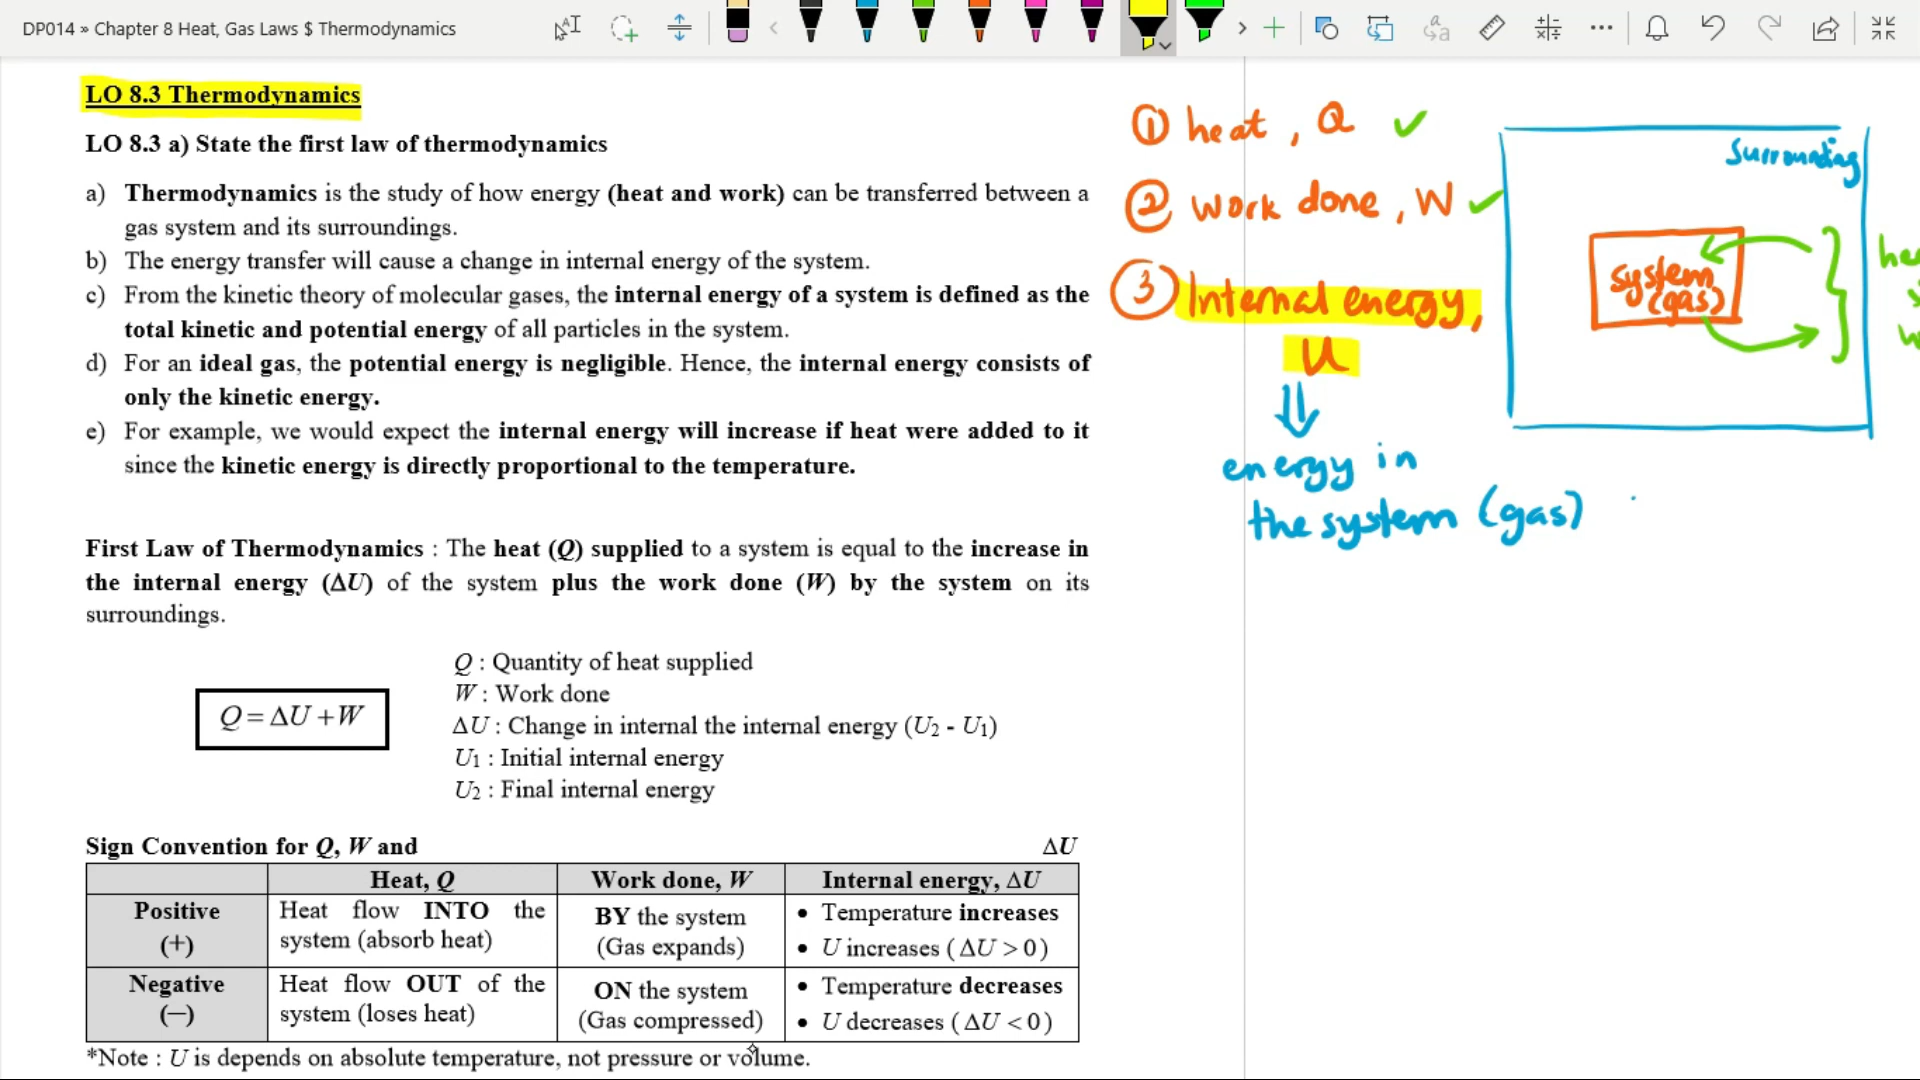 DP014 » Chapter 8 Heat, Gas Laws $ Thermodynamics
LO 8.3 Thermodynamics
LO 8.3 a) State the first law of thermodynamics
a) Thermodynamics is the study of how energy (heat and work) can be transferred between a
gas system and its surroundings.
b) The energy transfer will cause a change in internal energy of the system.
c) From the kinetic theory of molecular gases, the internal energy of a system is defined as the
total kinetic and potential energy of all particles in the system.
d) For an ideal gas, the potential energy is negligible. Hence, the internal energy consists of
only the kinetic energy.
e) For example, we would expect the internal energy will increase if heat were added to it
since the kinetic energy is directly proportional to the temperature.
First Law of Thermodynamics : The heat (Q) supplied to a system is equal to the increase in
the internal energy (ΔU) of the system plus the work done (W) by the system on its
surroundings.
Q = ΔU + W
Q : Quantity of heat supplied
W : Work done
ΔU : Change in internal the internal energy (U2 - U1)
U1 : Initial internal energy
U2 : Final internal energy
Sign Convention for Q, W and ΔU
Heat, Q Work done, W Internal energy, ΔU
Positive
(+)
Heat flow INTO the
system (absorb heat)
BY the system
(Gas expands)
• Temperature increases
• U increases (ΔU > 0)
Negative
(–)
Heat flow OUT of the
system (loses heat)
ON the system
(Gas compressed)
• Temperature decreases
• U decreases (ΔU < 0)
*Note : U is depends on absolute temperature, not pressure or volume.
① heat, Q ✓
② work done, W ✓
③ Internal energy,
U
energy in
the system (gas)
Surrounding
system
(gas)